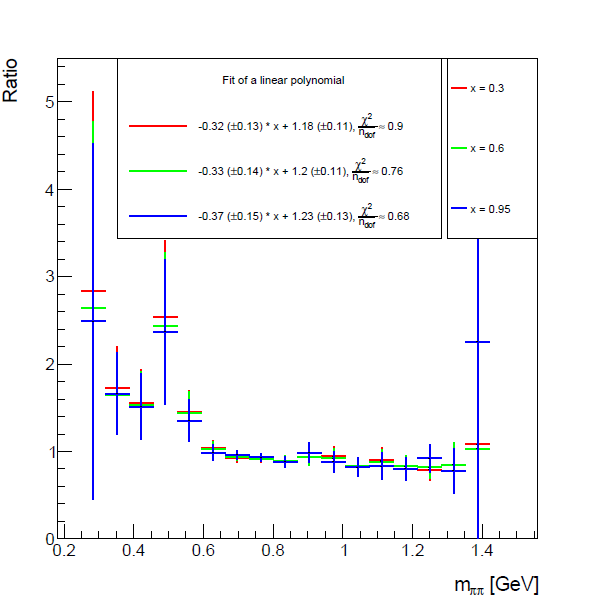 Ratio
5
4
3
2
1
0
Fit of a linear polynomial
-0.32 (±0.13) * x + 1.18 (±0.11), χ²/n_dof ≈ 0.9
-0.33 (±0.14) * x + 1.2 (±0.11), χ²/n_dof ≈ 0.76
-0.37 (±0.15) * x + 1.23 (±0.13), χ²/n_dof ≈ 0.68
x = 0.3
x = 0.6
x = 0.95
0.2 0.4 0.6 0.8 1 1.2 1.4
m_ππ [GeV]